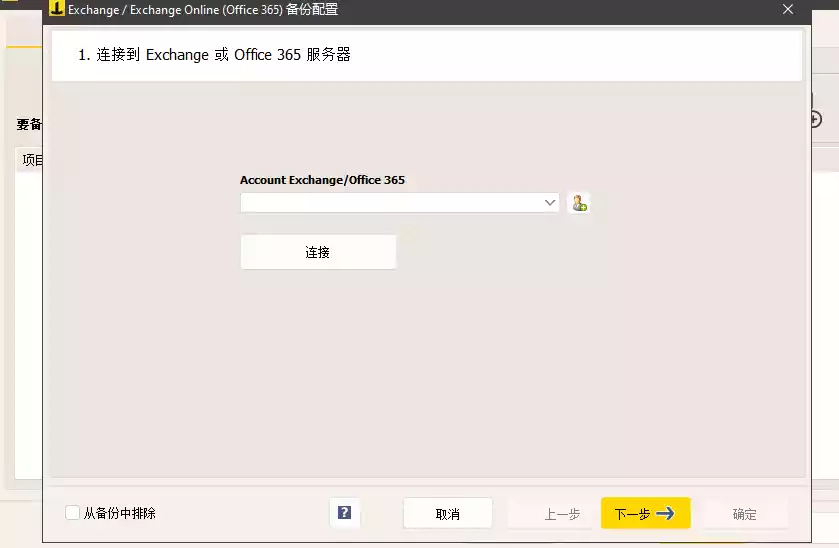 Exchange / Exchange Online (Office 365) 备份配置
1. 连接到 Exchange 或 Office 365 服务器
要备
项目
Account Exchange/Office 365
连接
从备份中排除
?
取消
上一步
下一步
确定